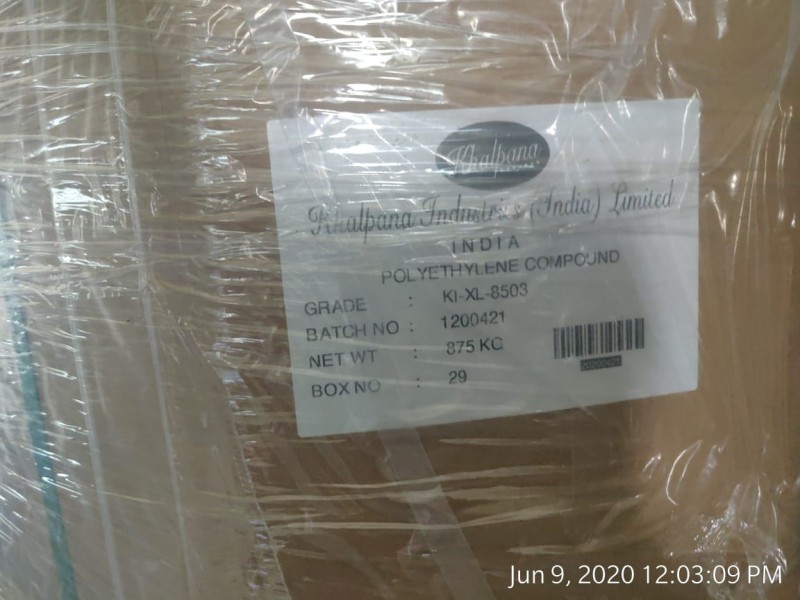 Khalpana
Khalpana Industries (India) Limited
INDIA
POLYETHYLENE COMPOUND
GRADE : KI-XL-8503
BATCH NO : 1200421
NET WT : 875 KG
BOX NO : 29
Jun 9, 2020 12:03:09 PM